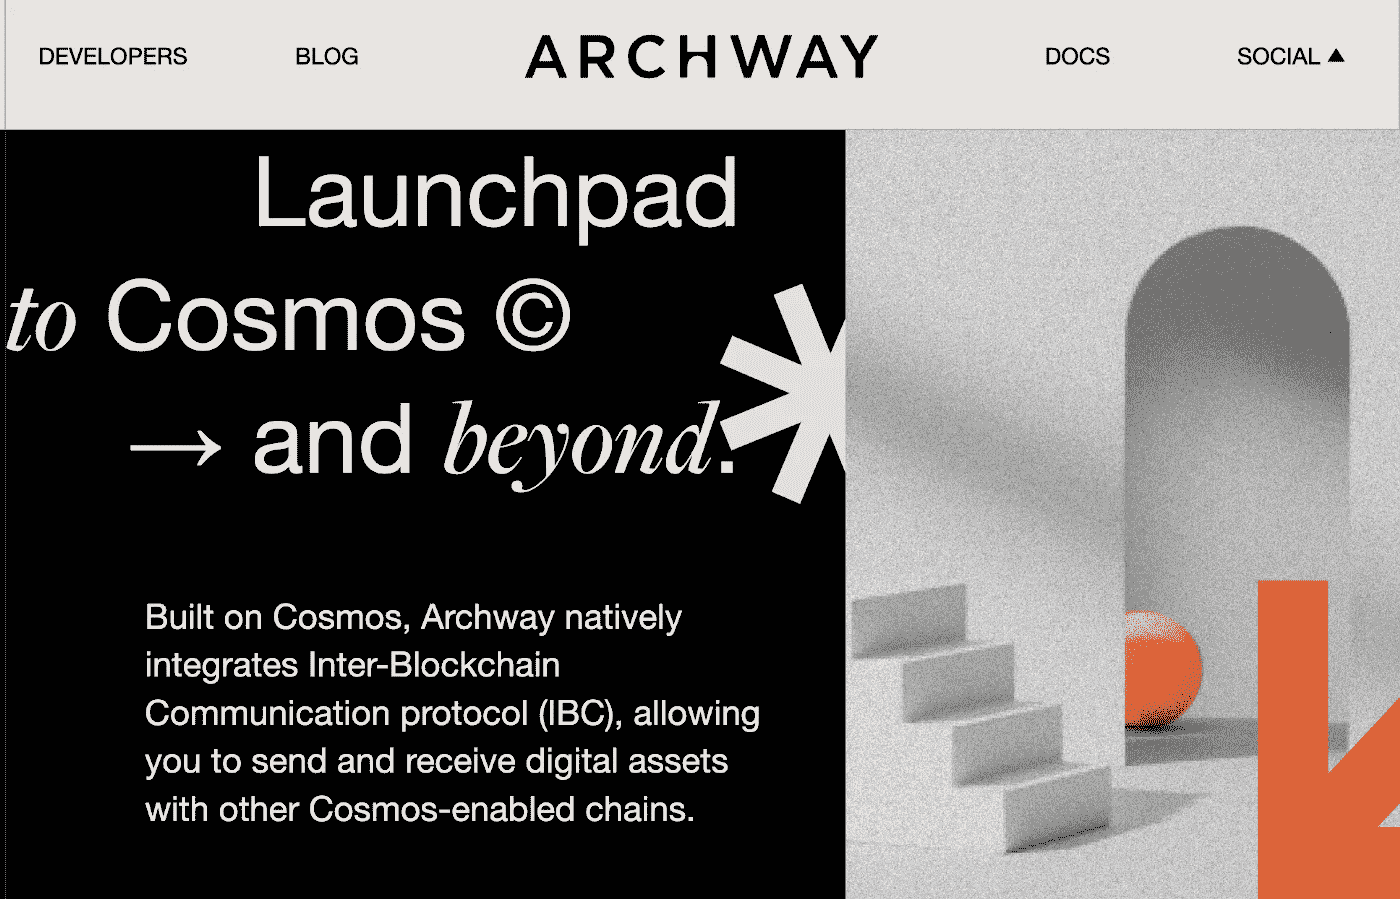 DEVELOPERS BLOG ARCHWAY DOCS SOCIAL ▲
Launchpad
to Cosmos ©
→ and beyond.
Built on Cosmos, Archway natively
integrates Inter-Blockchain
Communication protocol (IBC), allowing
you to send and receive digital assets
with other Cosmos-enabled chains.